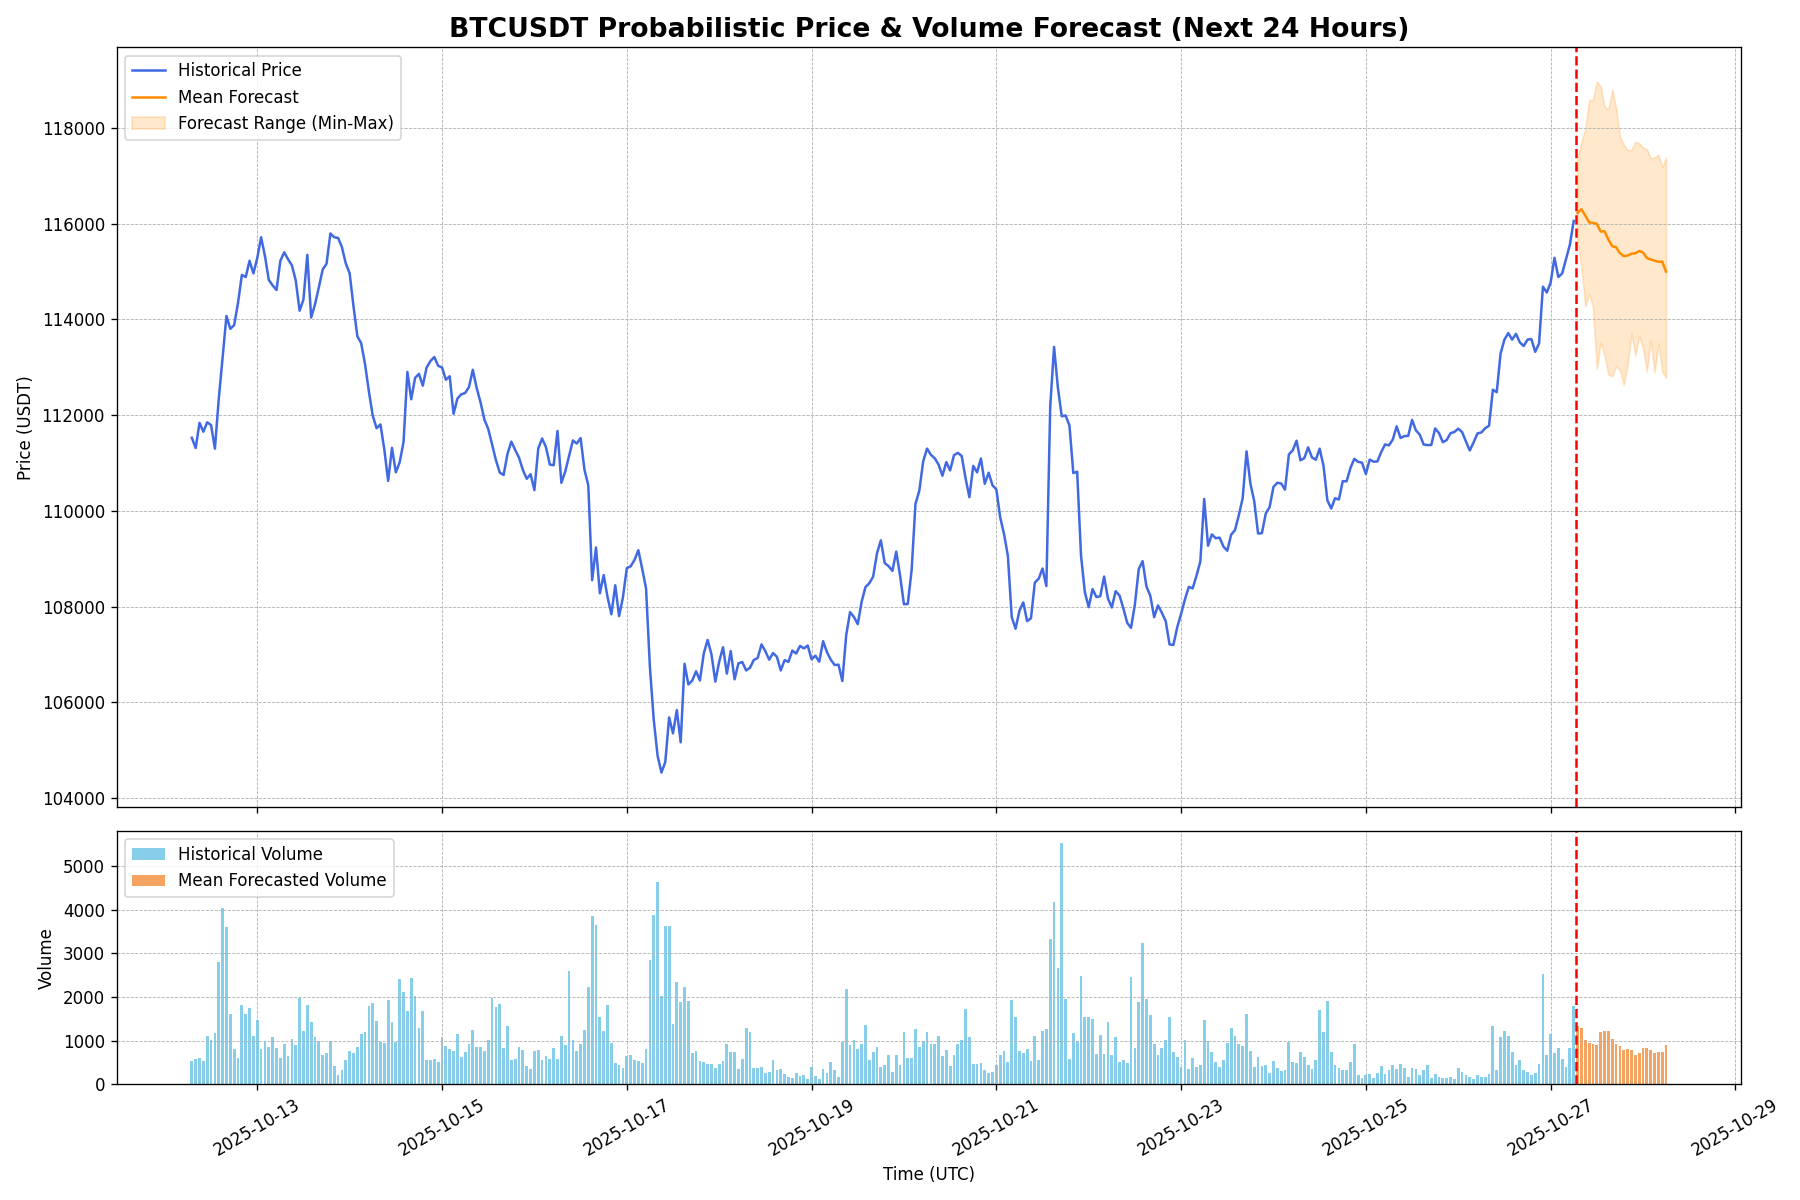 BTCUSDT Probabilistic Price & Volume Forecast (Next 24 Hours)
Historical Price
Mean Forecast
Forecast Range (Min-Max)
Price (USDT)
118000
116000
114000
112000
110000
108000
106000
104000
Historical Volume
Mean Forecasted Volume
Volume
5000
4000
3000
2000
1000
0
2025-10-13
2025-10-15
2025-10-17
2025-10-19
2025-10-21
2025-10-23
2025-10-25
2025-10-27
2025-10-29
Time (UTC)